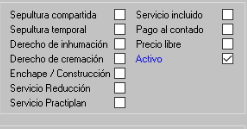 Sepultura compartida
Servicio incluido
Sepultura temporal
Pago al contado
Derecho de inhumación
Precio libre
Derecho de cremación
Activo
Enchape / Construcción
Servicio Reducción
Servicio Practiplan